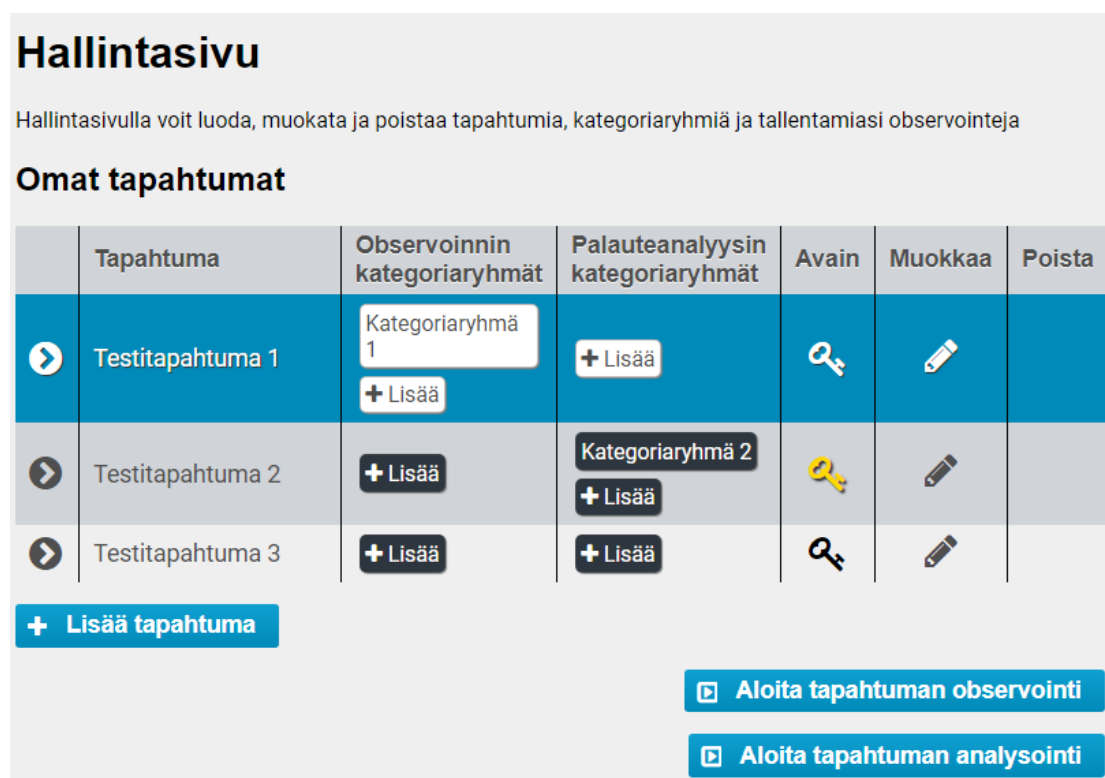 Hallintasivu
Hallintasivulla voit luoda, muokata ja poistaa tapahtumia, kategoriaryhmiä ja tallentamiasi observointeja
Omat tapahtumat
Tapahtuma
Observoinnin
kategoriaryhmät
Palauteanalyysin
kategoriaryhmät
Avain
Muokkaa
Poista
Testitapahtuma 1
Kategoriaryhmä
1
+ Lisää
+ Lisää
Testitapahtuma 2
+ Lisää
Kategoriaryhmä 2
+ Lisää
Testitapahtuma 3
+ Lisää
+ Lisää
+ Lisää tapahtuma
Aloita tapahtuman observointi
Aloita tapahtuman analysointi